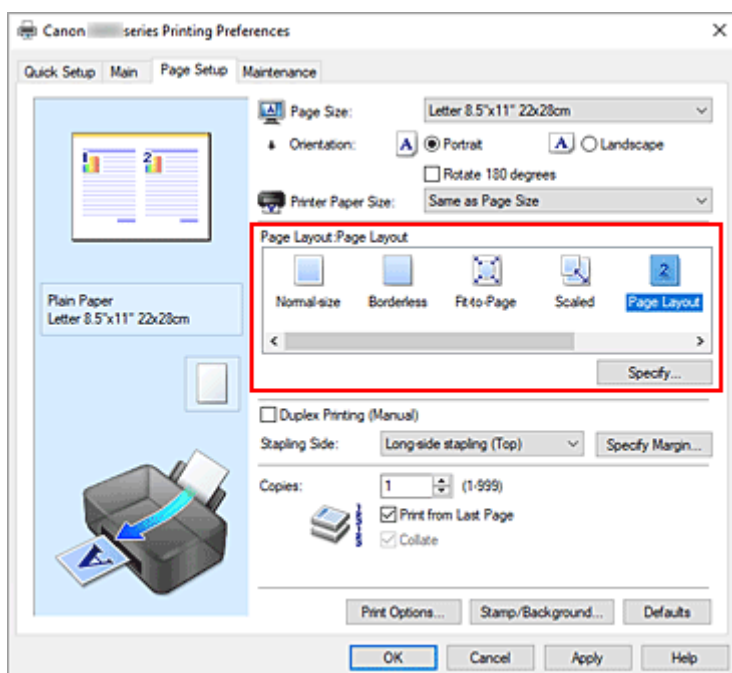 Canon series Printing Preferences
Quick Setup Main Page Setup Maintenance
Page Size: Letter 8.5"x11" 22x28cm
Orientation: A Portrait A Landscape
Rotate 180 degrees
Printer Paper Size: Same as Page Size
Page Layout:Page Layout
2
Normal-size Borderless Fit-to-Page Scaled Page Layout
Specify...
1 2
Plain Paper
Letter 8.5"x11" 22x28cm
Duplex Printing (Manual)
Stapling Side: Long-side stapling (Top) Specify Margin...
Copies: 1 (1-999)
Print from Last Page
Collate
A
Print Options... Stamp/Background... Defaults
OK Cancel Apply Help